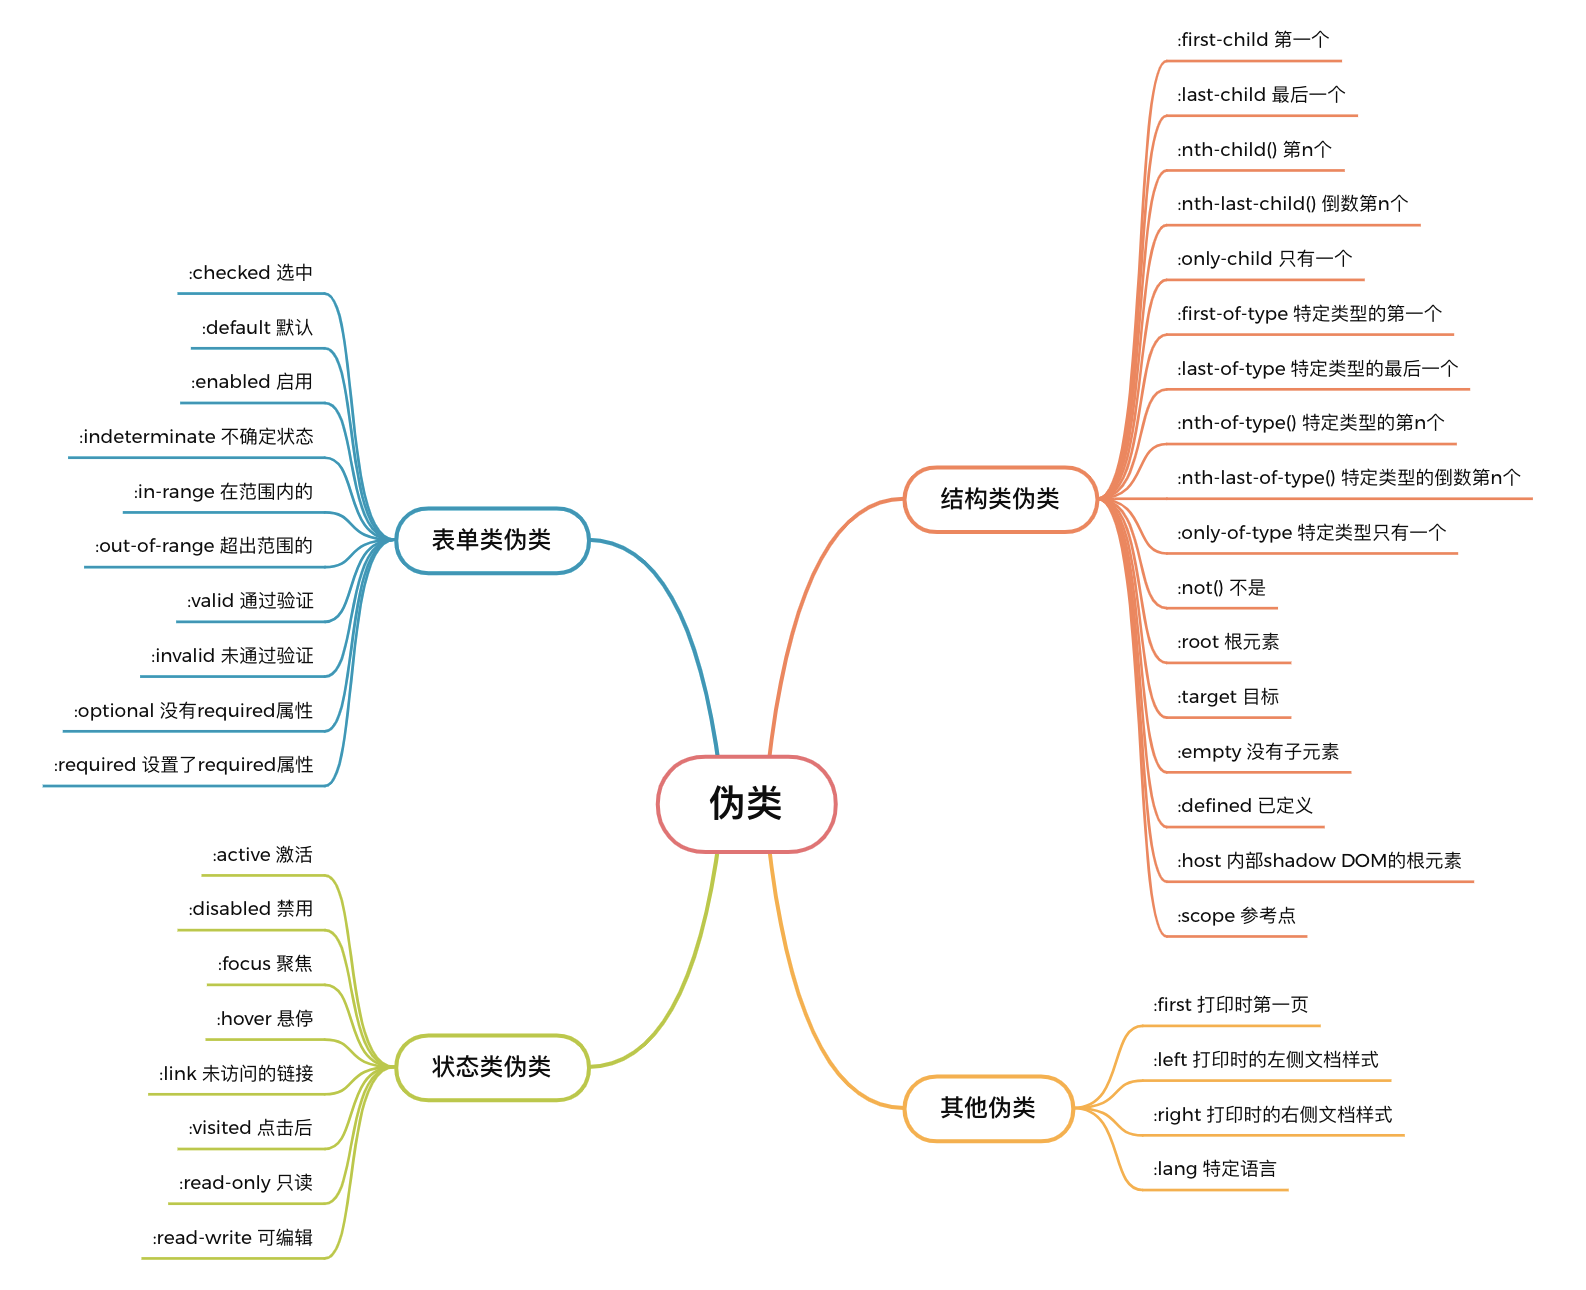 伪类
结构类伪类
:first-child 第一个
:last-child 最后一个
:nth-child() 第n个
:nth-last-child() 倒数第n个
:only-child 只有一个
:first-of-type 特定类型的第一个
:last-of-type 特定类型的最后一个
:nth-of-type() 特定类型的第n个
:nth-last-of-type() 特定类型的倒数第n个
:only-of-type 特定类型只有一个
:not() 不是
:root 根元素
:target 目标
:empty 没有子元素
:defined 已定义
:host 内部shadow DOM的根元素
:scope 参考点
其他伪类
:first 打印时第一页
:left 打印时的左侧文档样式
:right 打印时的右侧文档样式
:lang 特定语言
表单类伪类
:checked 选中
:default 默认
:enabled 启用
:indeterminate 不确定状态
:in-range 在范围内的
:out-of-range 超出范围的
:valid 通过验证
:invalid 未通过验证
:optional 没有required属性
:required 设置了required属性
状态类伪类
:active 激活
:disabled 禁用
:focus 聚焦
:hover 悬停
:link 未访问的链接
:visited 点击后
:read-only 只读
:read-write 可编辑